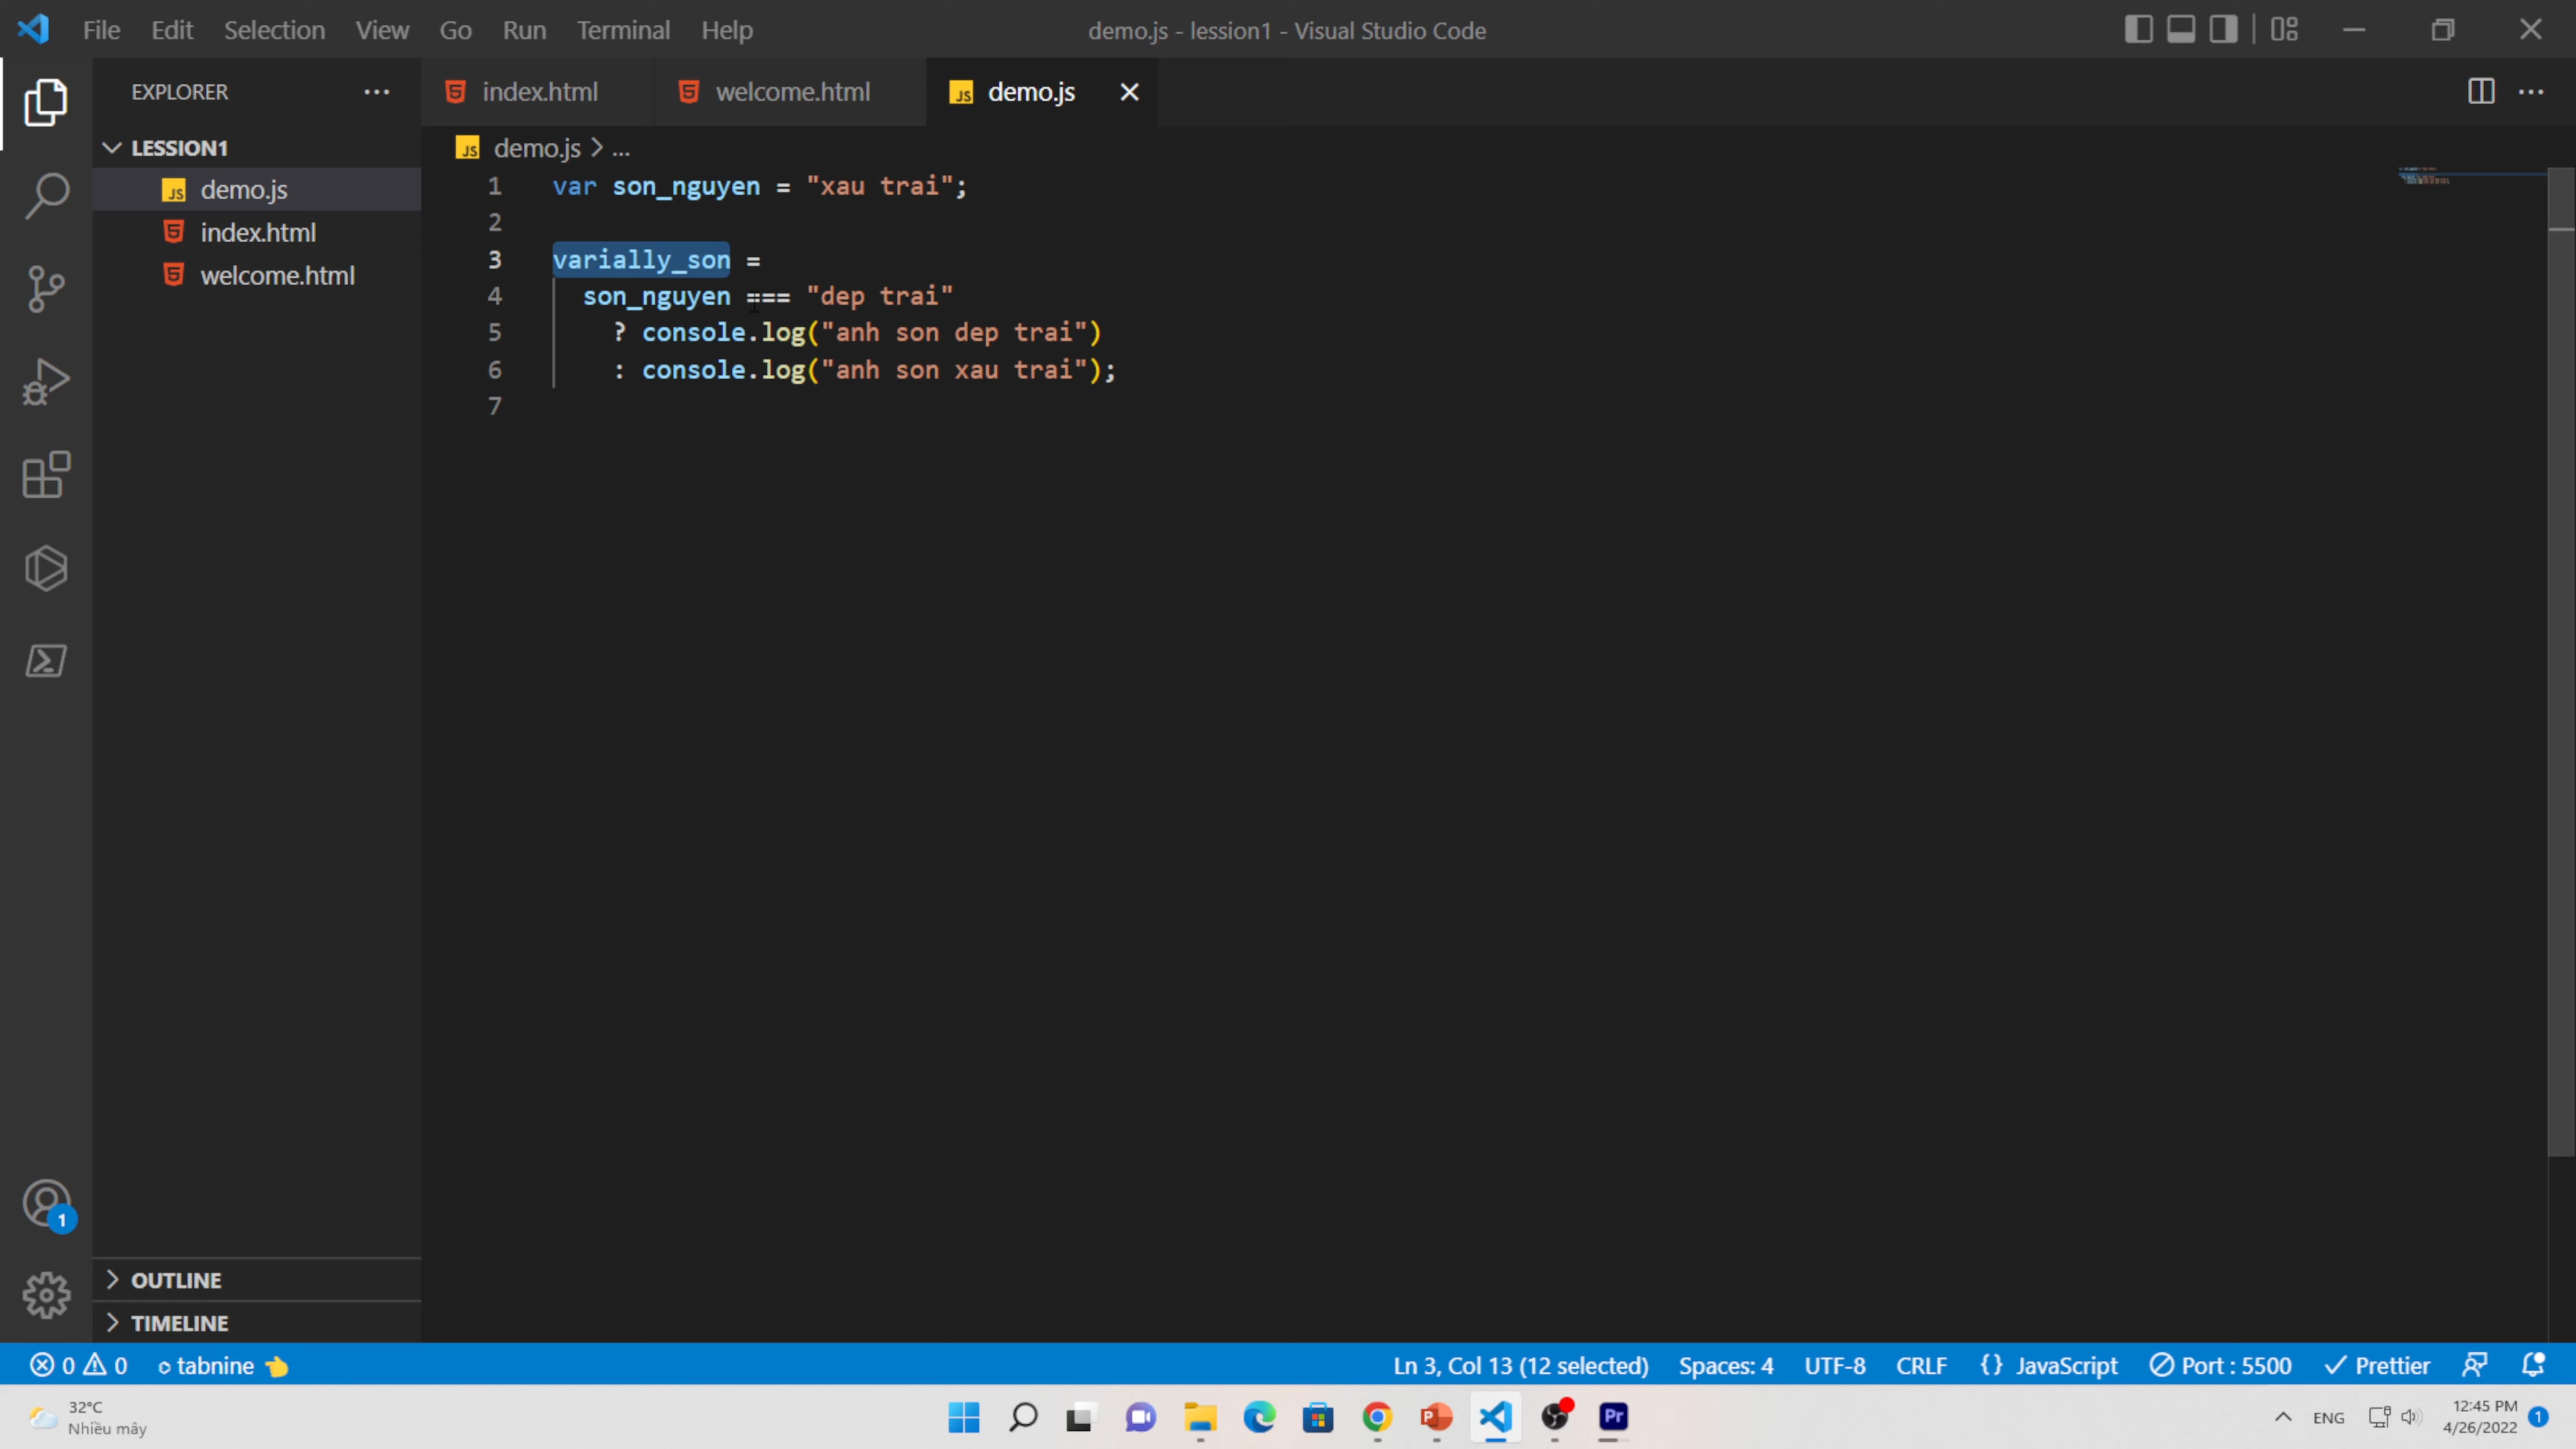 File Edit Selection View Go Run Terminal Help
demo.js - lession1 - Visual Studio Code
EXPLORER ...
index.html
welcome.html
demo.js
LESSION1
demo.js
index.html
welcome.html
demo.js > ...
1 var son_nguyen = "xau trai";
2
3 varially_son =
4 son_nguyen === "dep trai"
5 ? console.log("anh son dep trai")
6 : console.log("anh son xau trai");
7
1
OUTLINE
TIMELINE
0 0 tabnine
Ln 3, Col 13 (12 selected) Spaces: 4 UTF-8 CRLF {} JavaScript Port : 5500 Prettier
32°C
Nhiều mây
ENG
12:45 PM
4/26/2022
1